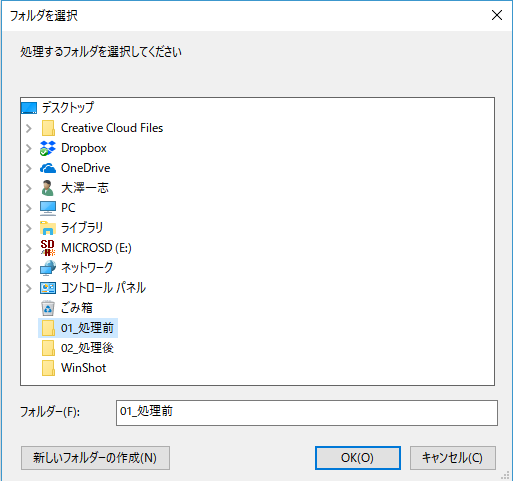 フォルダを選択
処理するフォルダを選択してください
デスクトップ
Creative Cloud Files
Dropbox
OneDrive
大澤一志
PC
ライブラリ
MICROSD (E:)
ネットワーク
コントロール パネル
ごみ箱
01_処理前
02_処理後
WinShot
フォルダー(F): 01_処理前
新しいフォルダーの作成(N) OK(O) キャンセル(C)